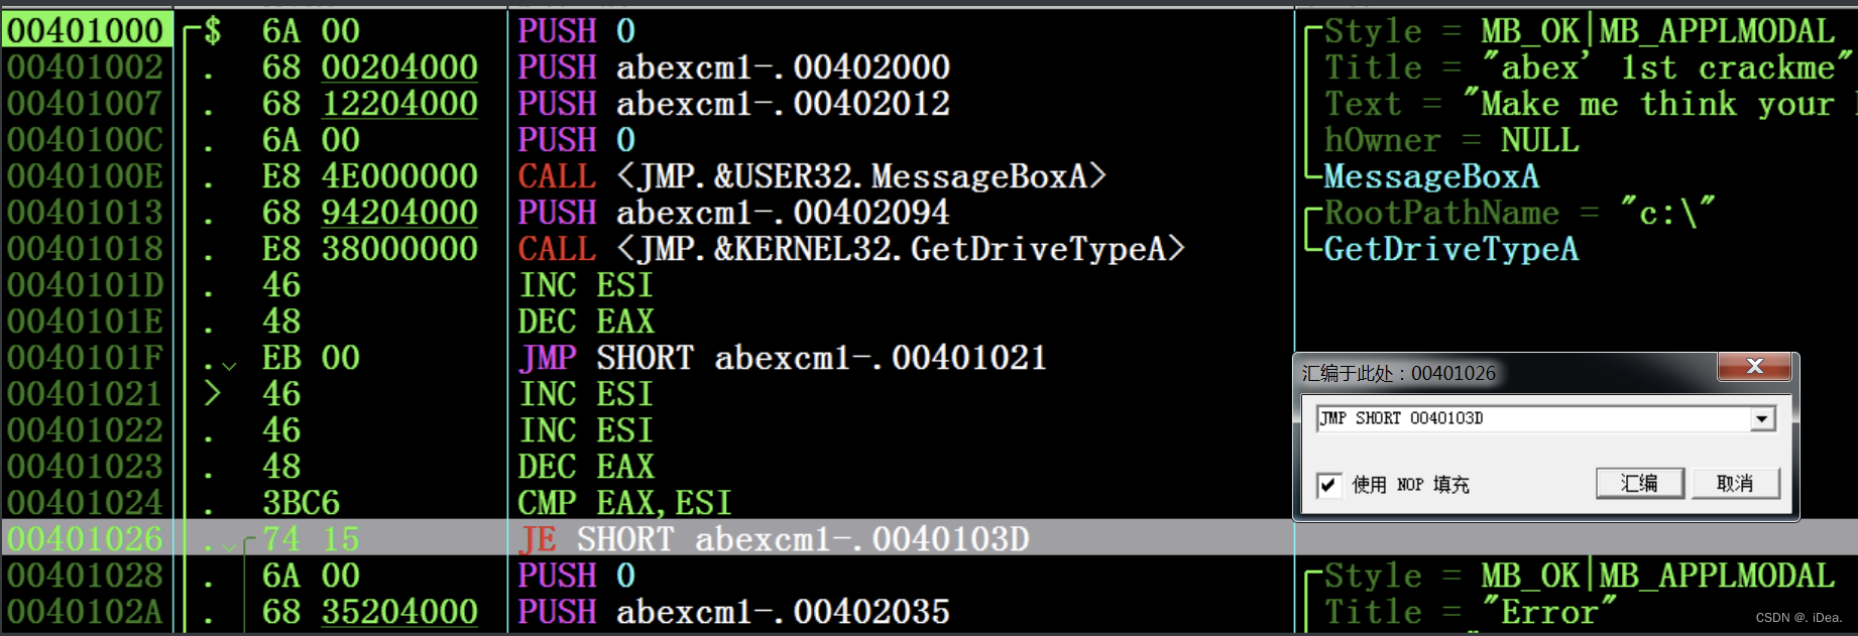 00401000 $ 6A 00 PUSH 0 Style = MB_OK|MB_APPLMODAL
00401002 . 68 00204000 PUSH abexcm1-.00402000 Title = "abex' 1st crackme"
00401007 . 68 12204000 PUSH abexcm1-.00402012 Text = "Make me think your
0040100C . 6A 00 PUSH 0 hOwner = NULL
0040100E . E8 4E000000 CALL <JMP.&USER32.MessageBoxA> MessageBoxA
00401013 . 68 94204000 PUSH abexcm1-.00402094 RootPathName = "c:\"
00401018 . E8 38000000 CALL <JMP.&KERNEL32.GetDriveTypeA> GetDriveTypeA
0040101D . 46 INC ESI
0040101E . 48 DEC EAX
0040101F . EB 00 JMP SHORT abexcm1-.00401021
00401021 > 46 INC ESI
00401022 . 46 INC ESI
00401023 . 48 DEC EAX
00401024 . 3BC6 CMP EAX,ESI
00401026 . 74 15 JE SHORT abexcm1-.0040103D
00401028 . 6A 00 PUSH 0 Style = MB_OK|MB_APPLMODAL
0040102A . 68 35204000 PUSH abexcm1-.00402035 Title = "Error"
汇编于此处：00401026
JMP SHORT 0040103D
使用 NOP 填充
汇编
取消
CSDN @. iDea.